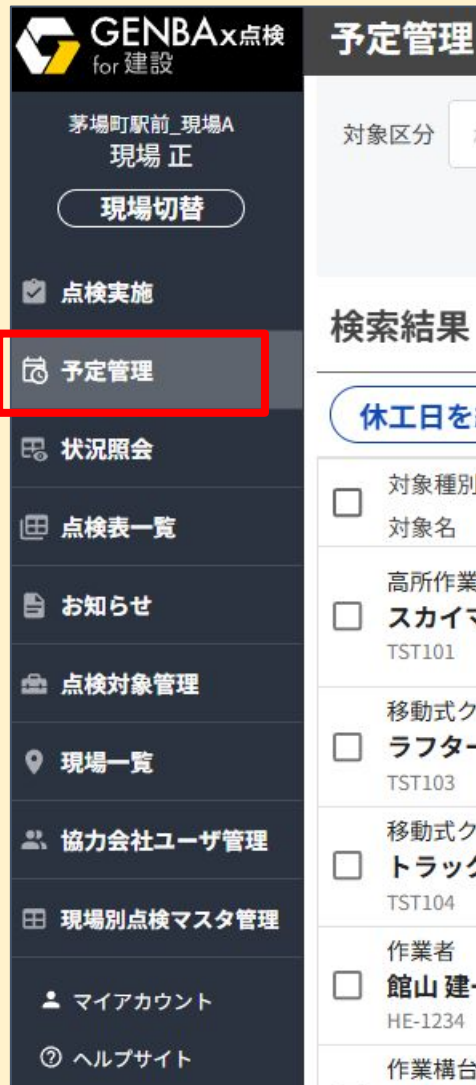 GENBAx点検
for 建設
茅場町駅前_現場A
現場 正
現場切替
点検実施
予定管理
状況照会
点検表一覧
お知らせ
点検対象管理
現場一覧
協力会社ユーザ管理
現場別点検マスタ管理
マイアカウント
ヘルプサイト
予定管理
対象区分
検索結果
休工日を
対象種別
対象名
高所作業
スカイマ
TST101
移動式ク
ラフター
TST103
移動式ク
トラック
TST104
作業者
館山 建
HE-1234
作業構台